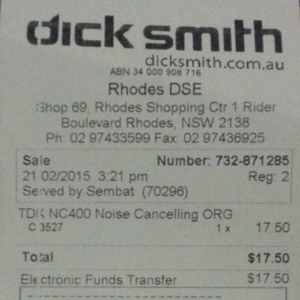 dick smith
dicksmith.com.au
ABN 34 000 908 716
Rhodes DSE
Shop 69, Rhodes Shopping Ctr 1 Rider
Boulevard Rhodes, NSW 2138
Ph: 02 97433599 Fax: 02 97436925
Sale Number: 732-871285
21 02/2015 3:21 pm Reg: 2
Served by Sembat (70296)
TDK NC400 Noise Cancelling ORG
C 3527 1 x 17.50
Total $17.50
Electronic Funds Transfer $17.50